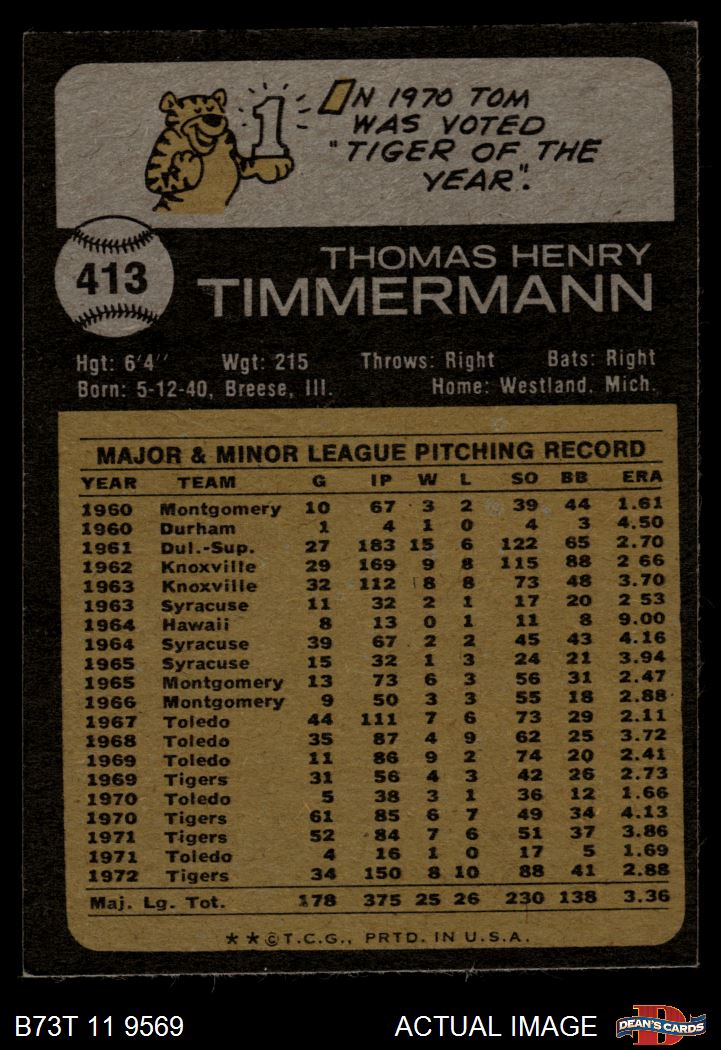 IN 1970 TOM
WAS VOTED
"TIGER OF THE
YEAR".
1
413
THOMAS HENRY
TIMMERMANN
Hgt: 6'4" Wgt: 215 Throws: Right Bats: Right
Born: 5-12-40, Breese, Ill. Home: Westland, Mich.
MAJOR & MINOR LEAGUE PITCHING RECORD
YEAR TEAM G IP W L SO BB ERA
1960 Montgomery 10 67 3 2 39 44 1.61
1960 Durham 1 4 1 0 4 3 4.50
1961 Dul.-Sup. 27 183 15 6 122 65 2.70
1962 Knoxville 29 169 9 8 115 88 2 66
1963 Knoxville 32 112 8 8 73 48 3.70
1963 Syracuse 11 32 2 1 17 20 2 53
1964 Hawaii 8 13 0 1 11 8 9.00
1964 Syracuse 39 67 2 2 45 43 4.16
1965 Syracuse 15 32 1 3 24 21 3.94
1965 Montgomery 13 73 6 3 56 31 2.47
1966 Montgomery 9 50 3 3 55 18 2.88
1967 Toledo 44 111 7 6 73 29 2.11
1968 Toledo 35 87 4 9 62 25 3.72
1969 Toledo 11 86 9 2 74 20 2.41
1969 Tigers 31 56 4 3 42 26 2.73
1970 Toledo 5 38 3 1 36 12 1.66
1970 Tigers 61 85 6 7 49 34 4.13
1971 Tigers 52 84 7 6 51 37 3.86
1971 Toledo 4 16 1 0 17 5 1.69
1972 Tigers 34 150 8 10 88 41 2.88
Maj. Lg. Tot. 178 375 25 26 230 138 3.36
**©T.C.G., PRTD. IN U.S.A.
B73T 11 9569 ACTUAL IMAGE D DEAN'S CARDS